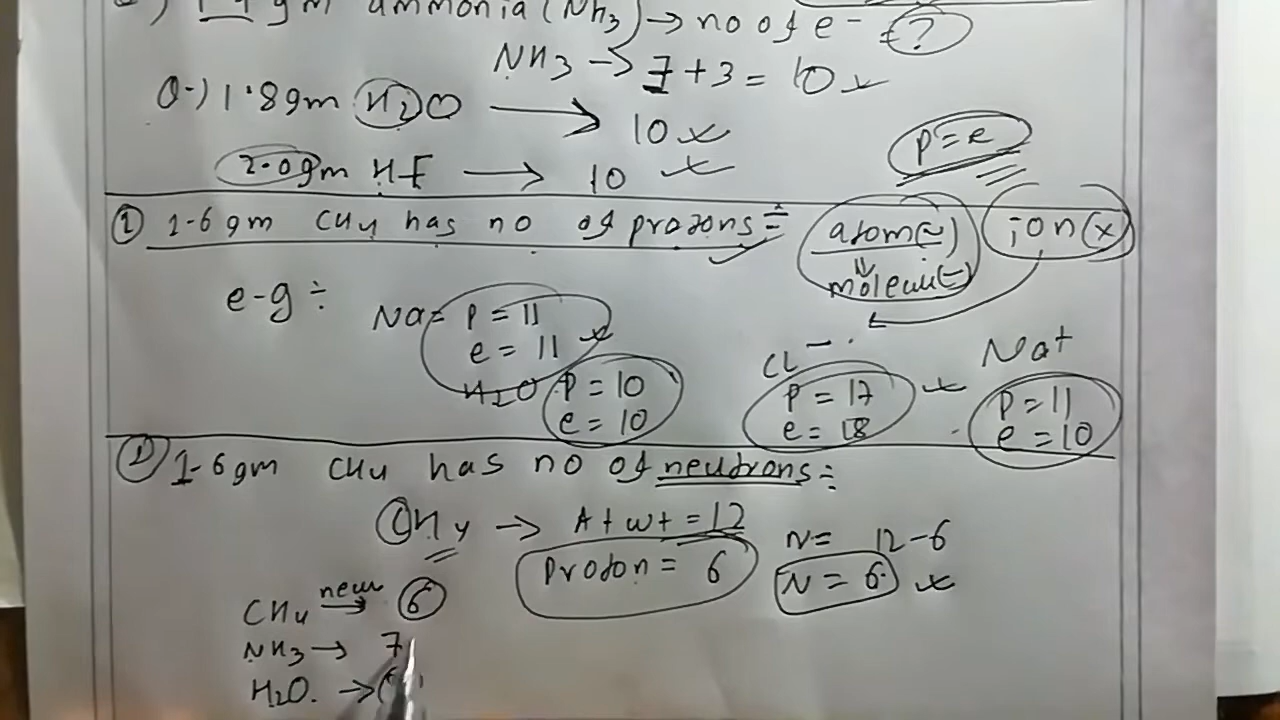 gm ammonia (NH3) → no of e- = ?
NH3 → 7 + 3 = 10
Q-) 1.8gm H2O → 10
2.0gm HF → 10
p = e
① 1-6 gm CH4 has no of protons =
atom(~)
molecule(~)
ion(x)
e-g ÷
Na = P = 11
e = 11
H2O P = 10
e = 10
Cl-
P = 17
e = 18
Na+
P = 11
e = 10
1-6gm CH4 has no of neutrons =
CH4 → At wt = 12
Proton = 6
N = 12-6
N = 6
CH4 → 6
NH3 → 7
H2O. →